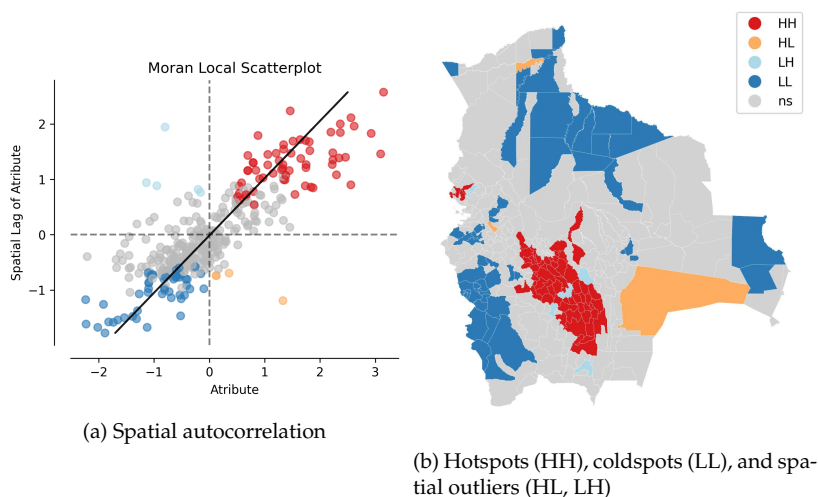 Moran Local Scatterplot
Spatial Lag of Attribute
2
1
0
−1
−2
−1
0
1
2
3
Atribute
HH
HL
LH
LL
ns
(a) Spatial autocorrelation
(b) Hotspots (HH), coldspots (LL), and spa-
tial outliers (HL, LH)